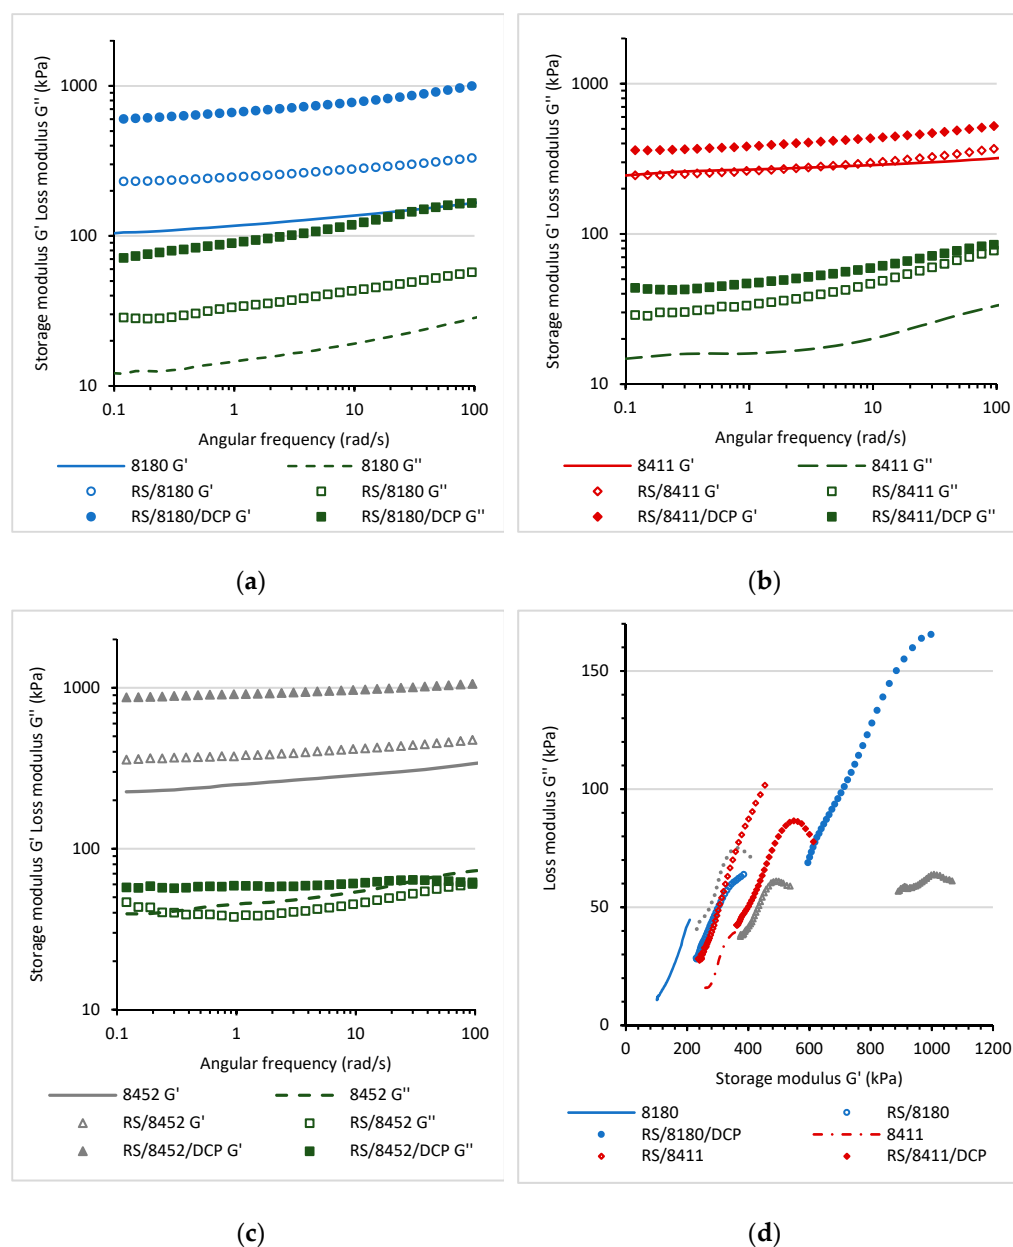 Storage modulus G' Loss modulus G'' (kPa)
1000
100
10
0.1 1 10 100
Angular frequency (rad/s)
8180 G' 8180 G''
RS/8180 G' RS/8180 G''
RS/8180/DCP G' RS/8180/DCP G''
(a)
Storage modulus G' Loss modulus G'' (kPa)
1000
100
10
0.1 1 10 100
Angular frequency (rad/s)
8411 G' 8411 G''
RS/8411 G' RS/8411 G''
RS/8411/DCP G' RS/8411/DCP G''
(b)
Storage modulus G' Loss modulus G'' (kPa)
1000
100
10
0.1 1 10 100
Angular frequency (rad/s)
8452 G' 8452 G''
RS/8452 G' RS/8452 G''
RS/8452/DCP G' RS/8452/DCP G''
(c)
Loss modulus G'' (kPa)
150
100
50
0
0 200 400 600 800 1000 1200
Storage modulus G' (kPa)
8180 RS/8180
RS/8180/DCP 8411
RS/8411 RS/8411/DCP
(d)